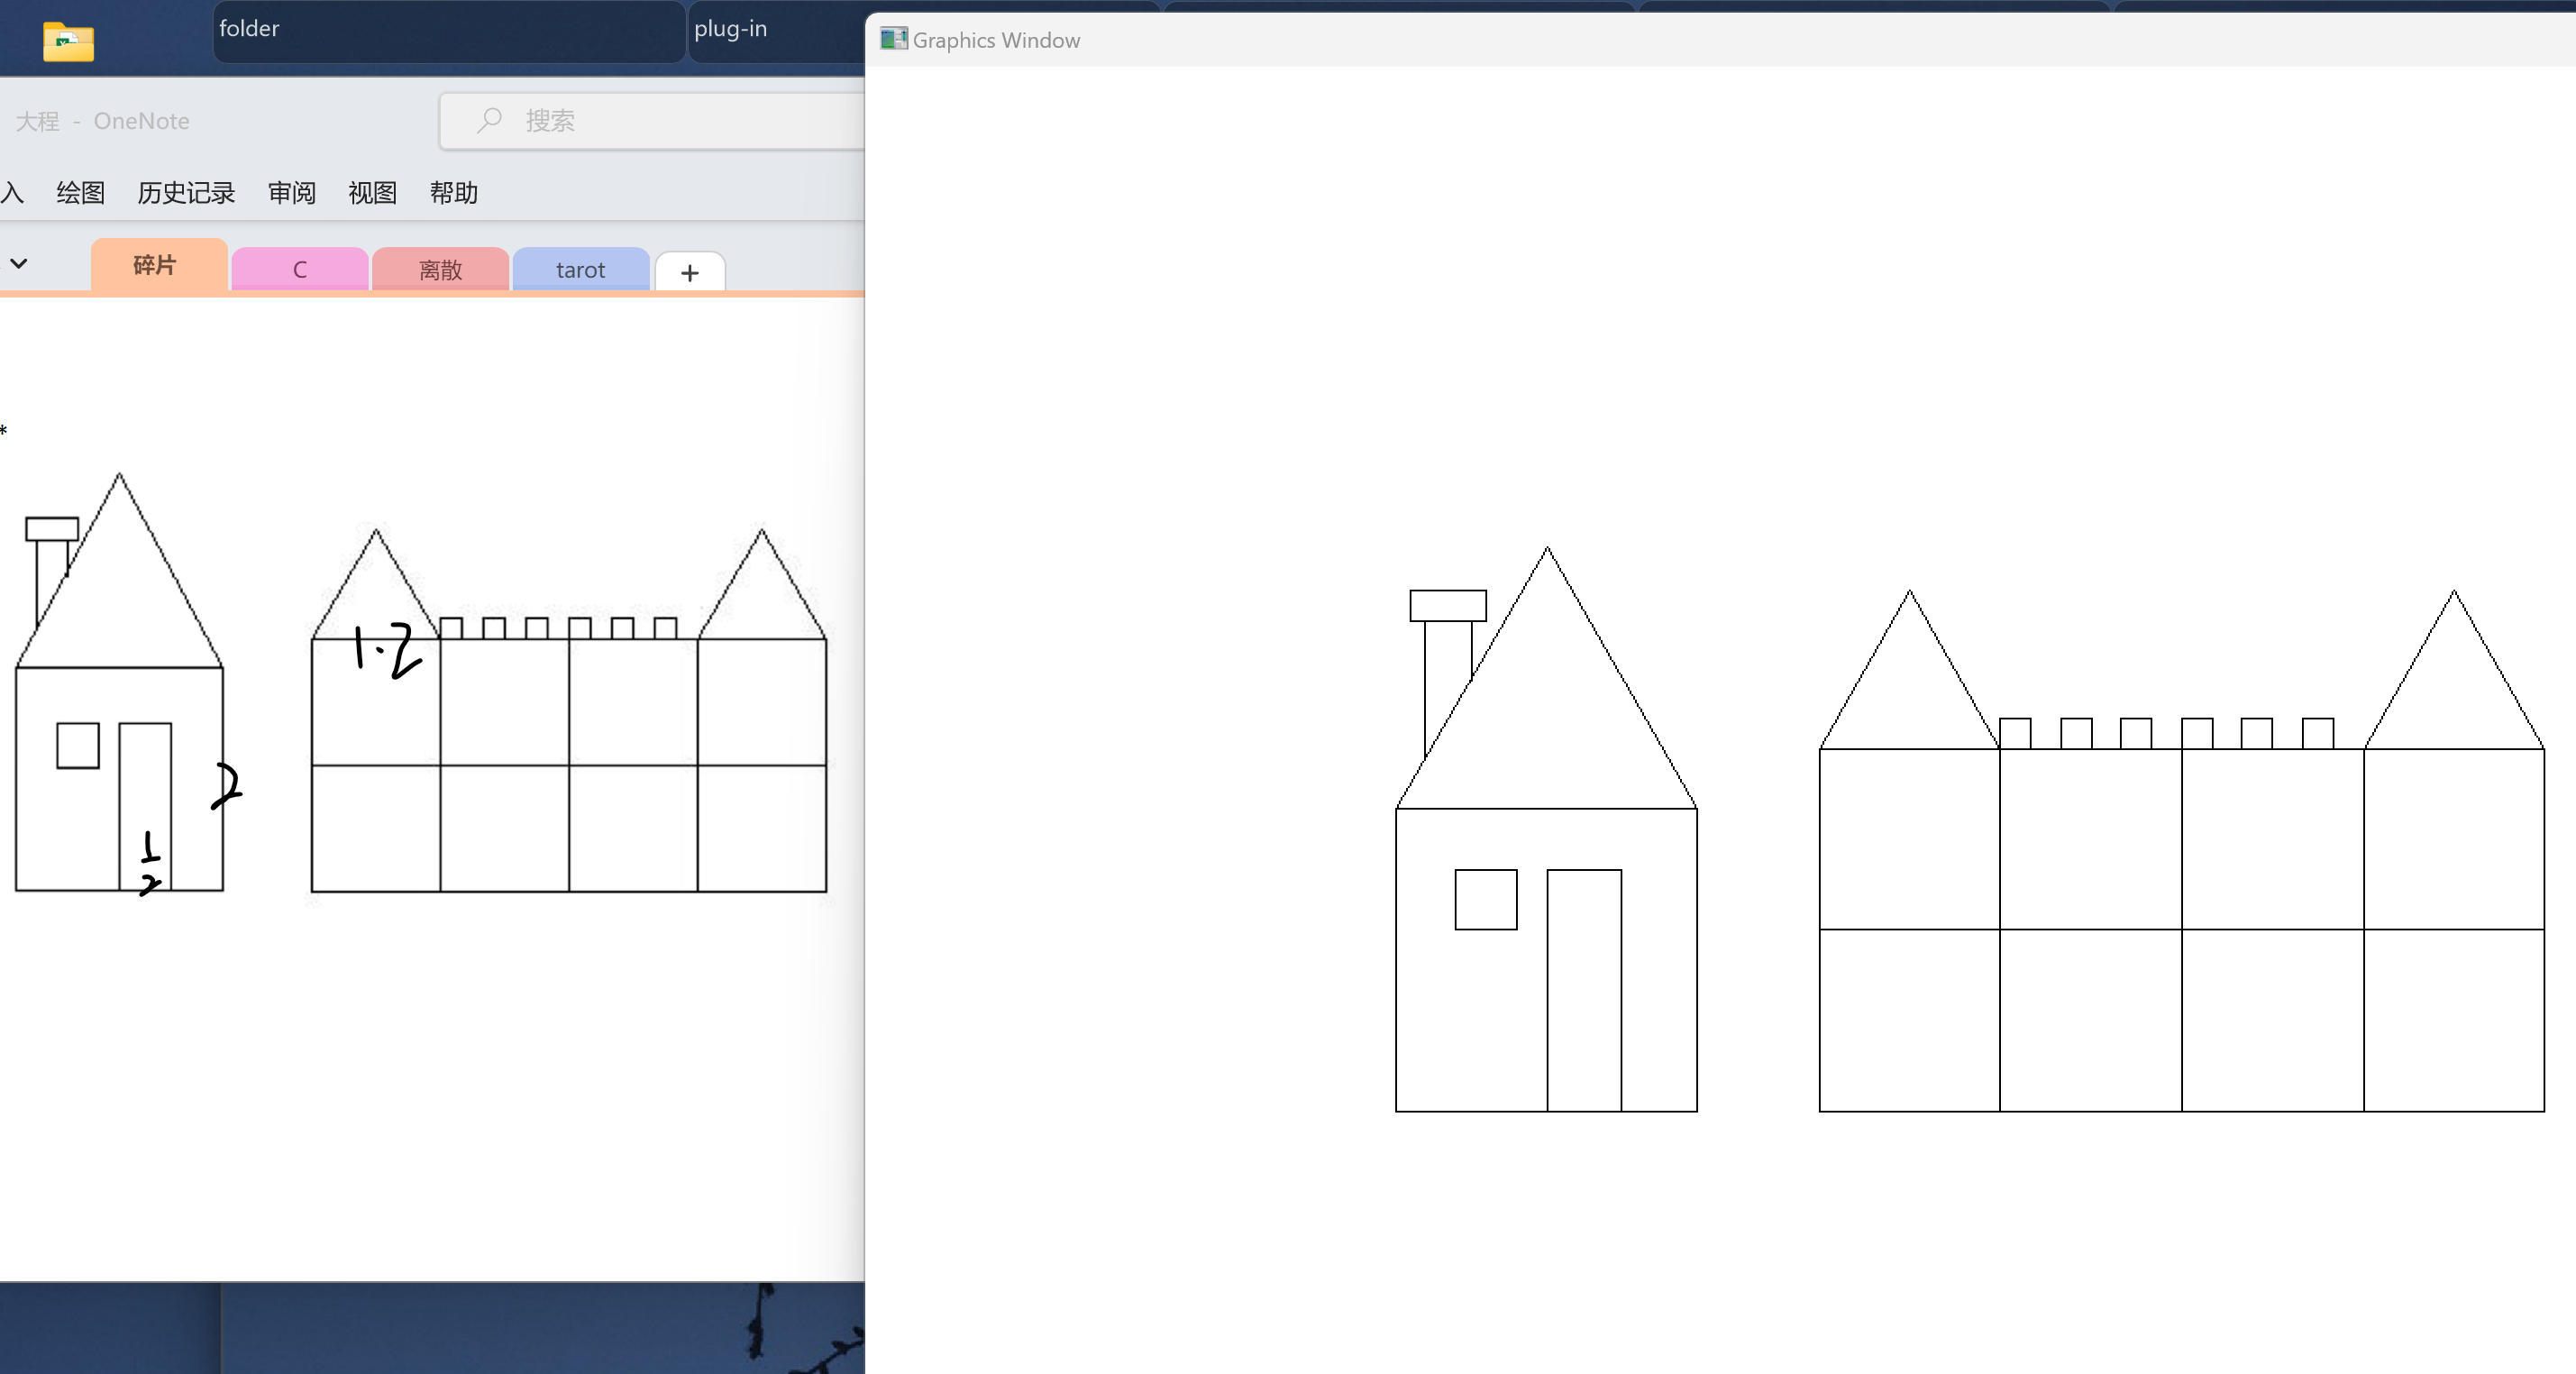 folder
plug-in
Graphics Window
大程 - OneNote
搜索
入 绘图 历史记录 审阅 视图 帮助
碎片 C 离散 tarot +
*
1.2
2
1
2